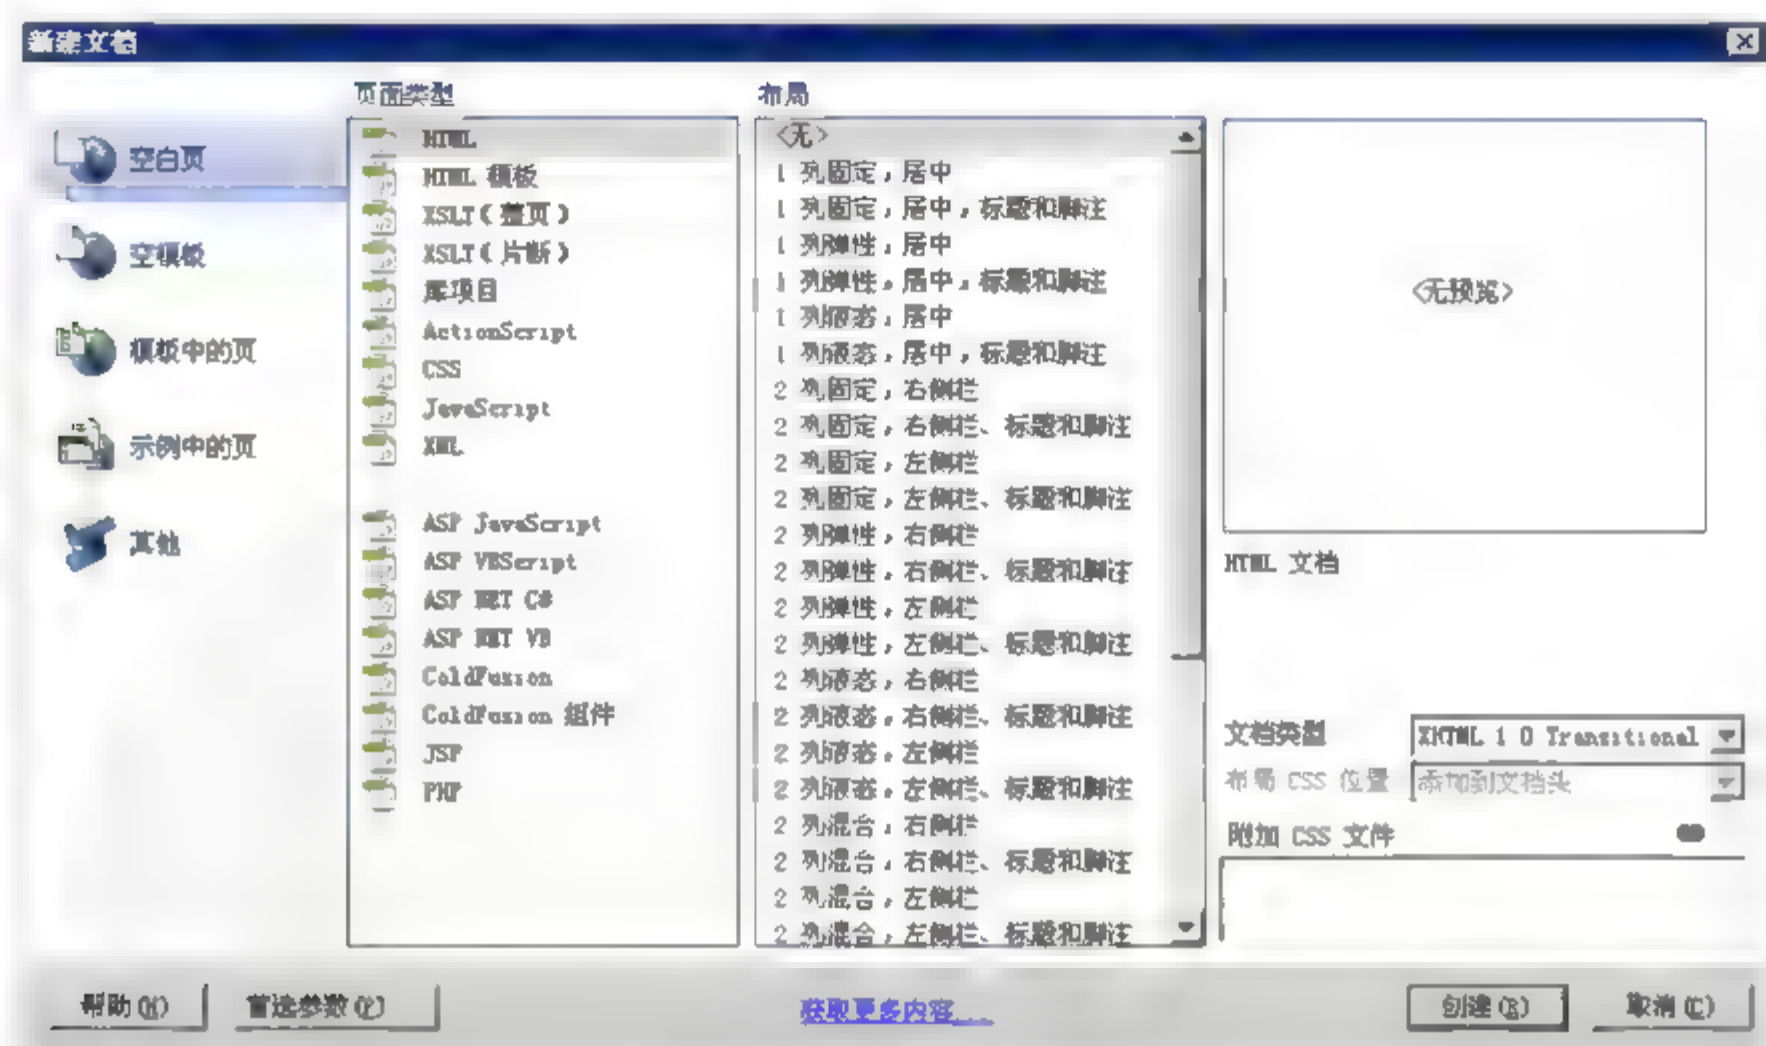 新建文档
空白页
空模板
模板中的页
示例中的页
其他
页面类型
HTML
HTML 模板
XSLT(整页)
XSLT(片断)
库项目
ActionScript
CSS
JavaScript
XML
ASP JavaScript
ASP VBScript
ASP NET C#
ASP NET VB
ColdFusion
ColdFusion 组件
JSP
PHP
布局
<无>
1 列固定,居中
1 列固定,居中,标题和脚注
1 列弹性,居中
1 列弹性,居中,标题和脚注
1 列液态,居中
1 列液态,居中,标题和脚注
2 列固定,右侧栏
2 列固定,右侧栏、标题和脚注
2 列固定,左侧栏
2 列固定,左侧栏、标题和脚注
2 列弹性,右侧栏
2 列弹性,右侧栏、标题和脚注
2 列弹性,左侧栏
2 列弹性,左侧栏、标题和脚注
2 列液态,右侧栏
2 列液态,右侧栏、标题和脚注
2 列液态,左侧栏
2 列液态,左侧栏、标题和脚注
2 列混合,右侧栏
2 列混合,右侧栏、标题和脚注
2 列混合,左侧栏
2 列混合,左侧栏、标题和脚注
<无预览>
HTML 文档
文档类型 XHTML 1 0 Transitional
布局 CSS 位置 添加到文档头
附加 CSS 文件
帮助(H) 首选参数(P) 获取更多内容... 创建(R) 取消(C)